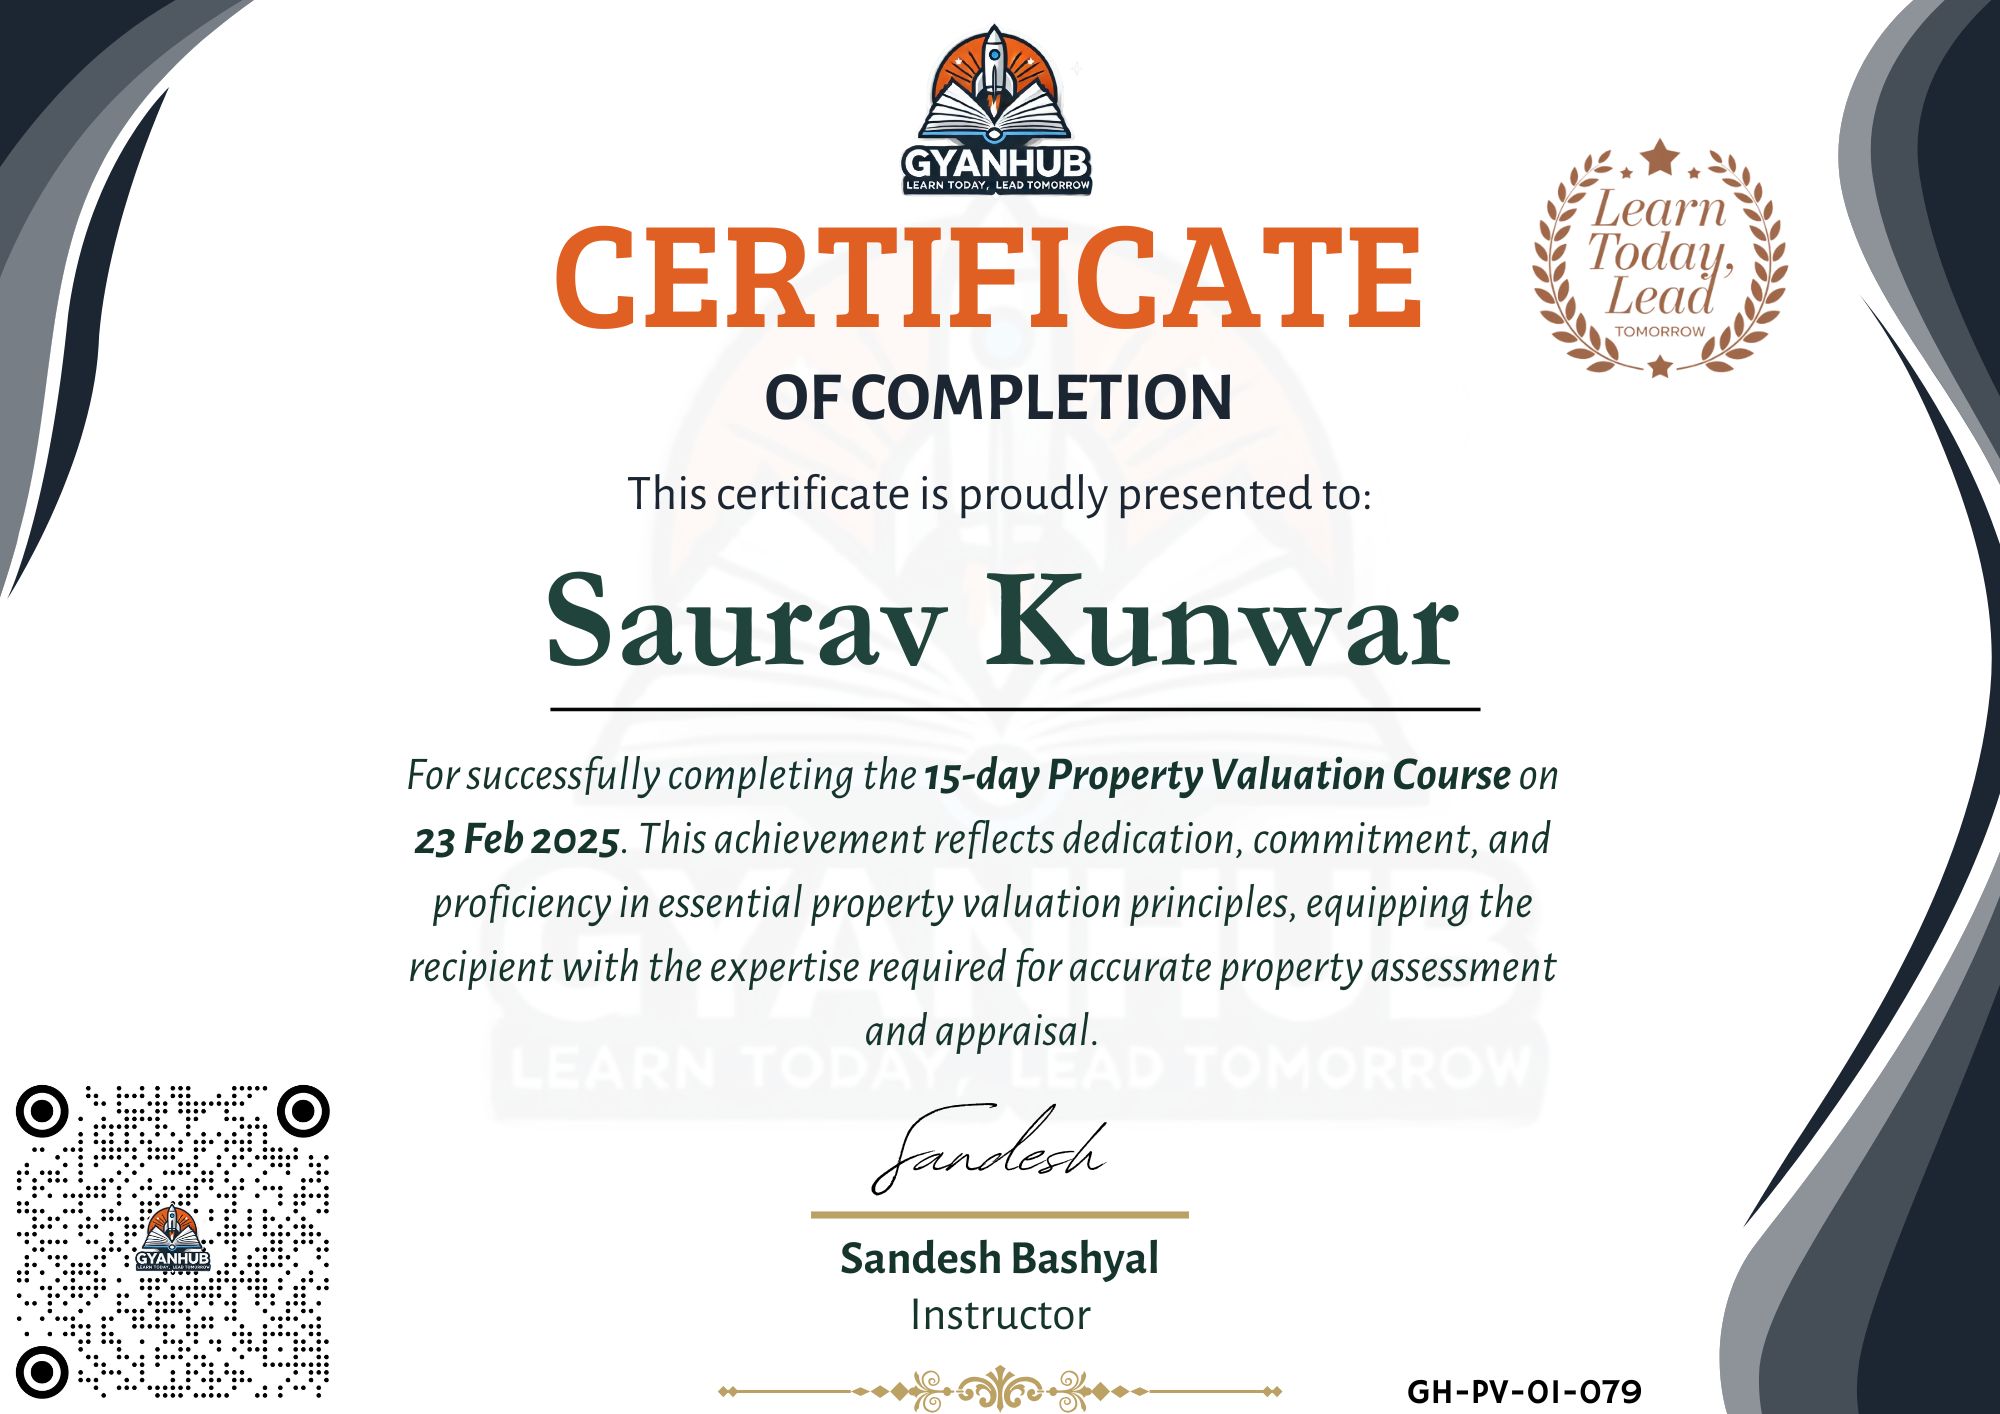 GYANHUB
LEARN TODAY, LEAD TOMORROW
CERTIFICATE
Learn
Today,
Lead
TOMORROW
OF COMPLETION
This certificate is proudly presented to:
Saurav Kunwar
For successfully completing the 15-day Property Valuation Course on
23 Feb 2025. This achievement reflects dedication, commitment, and
proficiency in essential property valuation principles, equipping the
recipient with the expertise required for accurate property assessment
and appraisal.
GYANHUB
LEARN TODAY, LEAD TOMORROW
Sandesh
GYANHUB
LEARN TODAY, LEAD TOMORROW
Sandesh Bashyal
Instructor
GH-PV-01-079